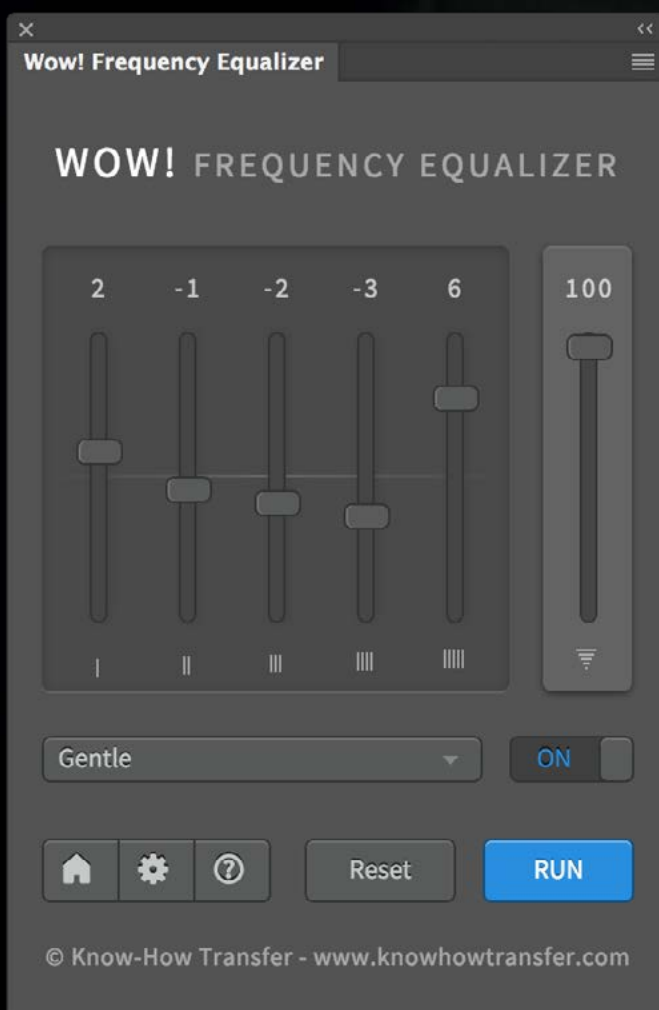 Wow! Frequency Equalizer
WOW! FREQUENCY EQUALIZER
2 -1 -2 -3 6 100
Gentle ON
Reset RUN
© Know-How Transfer - www.knowhowtransfer.com